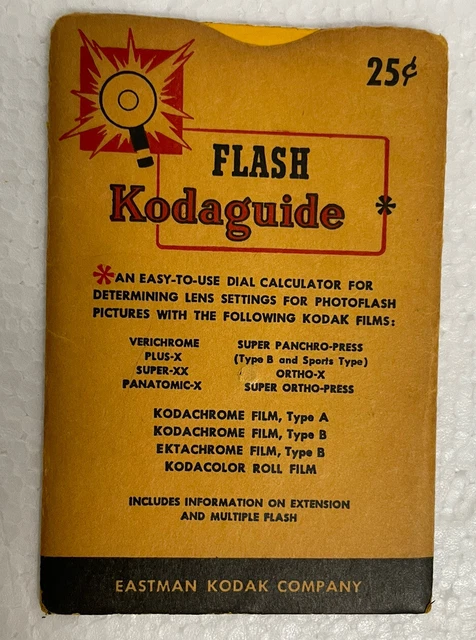 25¢
FLASH
Kodaguide *
*AN EASY-TO-USE DIAL CALCULATOR FOR
DETERMINING LENS SETTINGS FOR PHOTOFLASH
PICTURES WITH THE FOLLOWING KODAK FILMS:
VERICHROME
PLUS-X
SUPER-XX
PANATOMIC-X
SUPER PANCHRO-PRESS
(Type B and Sports Type)
ORTHO-X
SUPER ORTHO-PRESS
KODACHROME FILM, Type A
KODACHROME FILM, Type B
EKTACHROME FILM, Type B
KODACOLOR ROLL FILM
INCLUDES INFORMATION ON EXTENSION
AND MULTIPLE FLASH
EASTMAN KODAK COMPANY